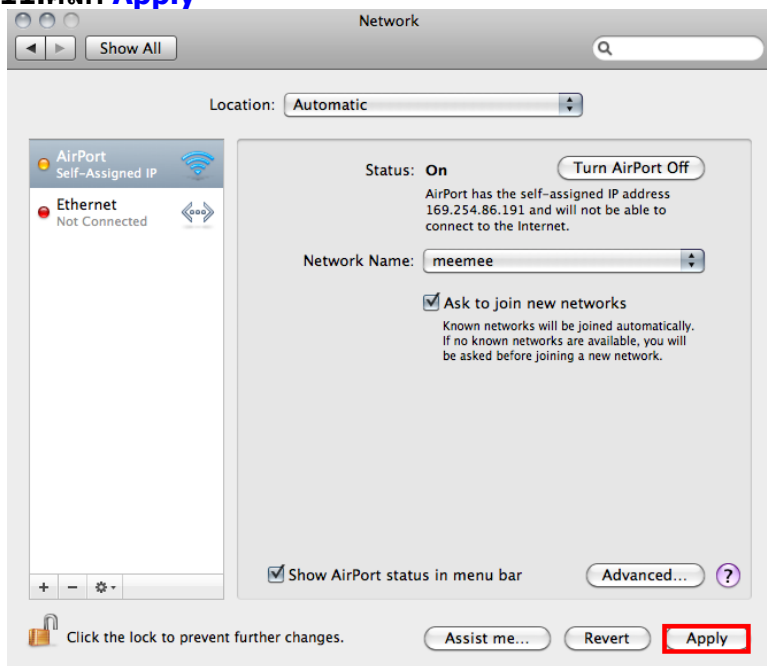 Apply
Network
Show All
Location: Automatic
AirPort
Self-Assigned IP
Ethernet
Not Connected
Status: On
Turn AirPort Off
AirPort has the self-assigned IP address
169.254.86.191 and will not be able to
connect to the Internet.
Network Name: meemee
Ask to join new networks
Known networks will be joined automatically.
If no known networks are available, you will
be asked before joining a new network.
Show AirPort status in menu bar
Advanced...
?
Click the lock to prevent further changes.
Assist me...
Revert
Apply